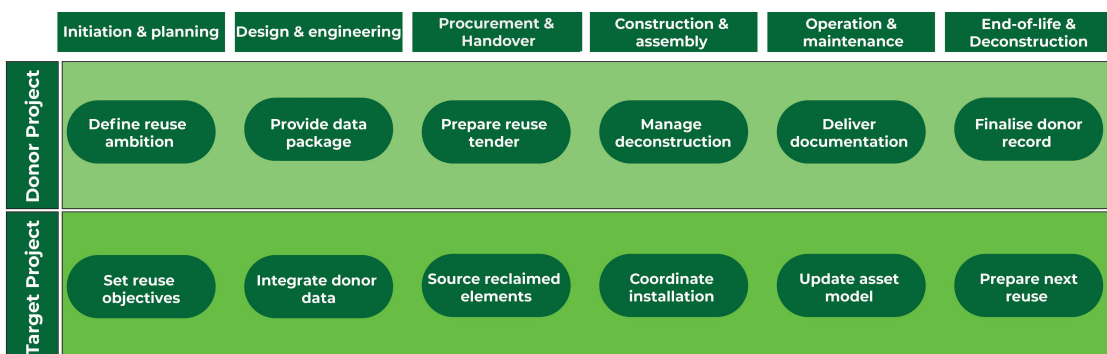 Initiation & planning
Design & engineering
Procurement &
Handover
Construction &
assembly
Operation &
maintenance
End-of-life &
Deconstruction
Donor Project
Define reuse
ambition
Provide data
package
Prepare reuse
tender
Manage
deconstruction
Deliver
documentation
Finalise donor
record
Target Project
Set reuse
objectives
Integrate donor
data
Source reclaimed
elements
Coordinate
installation
Update asset
model
Prepare next
reuse